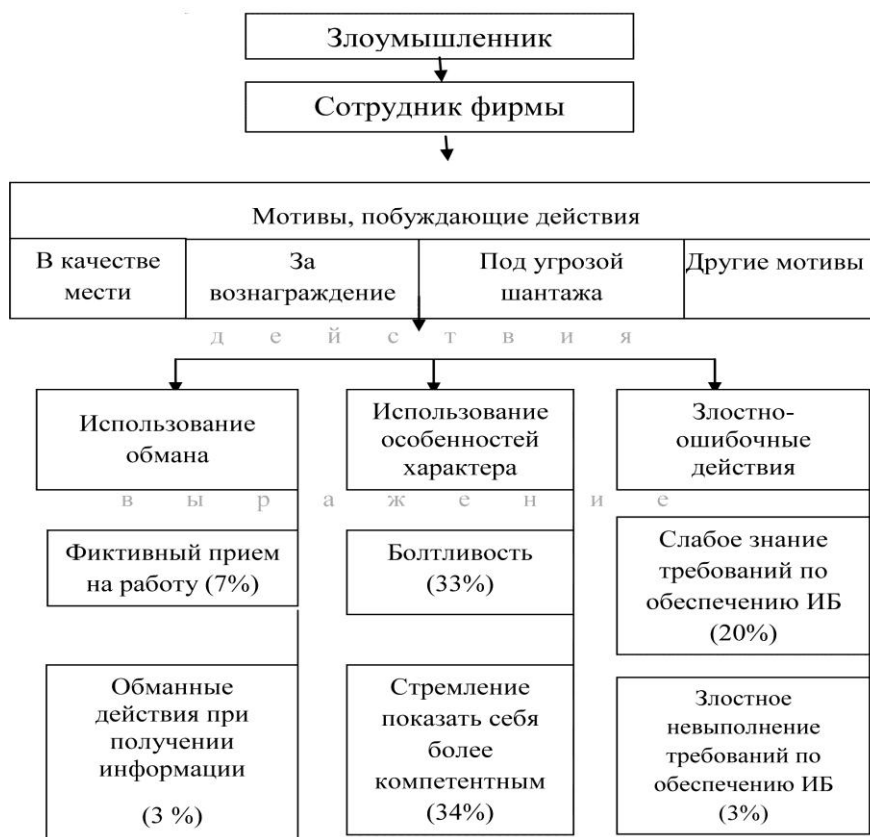 Злоумышленник
Сотрудник фирмы
Мотивы, побуждающие действия
В качестве
мести
За
вознаграждение
Под угрозой
шантажа
Другие мотивы
действия
Использование
обмана
Использование
особенностей
характера
Злостно-
ошибочные
действия
выражение
Фиктивный прием
на работу (7%)
Болтливость
(33%)
Слабое знание
требований по
обеспечению ИБ
(20%)
Обманные
действия при
получении
информации
(3 %)
Стремление
показать себя
более
компетентным
(34%)
Злостное
невыполнение
требований по
обеспечению ИБ
(3%)